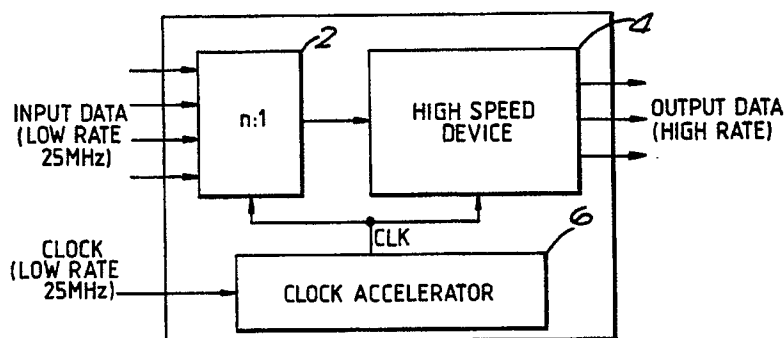 2
4
INPUT DATA
(LOW RATE
25MHz)
n:1
HIGH SPEED
DEVICE
OUTPUT DATA
(HIGH RATE)
CLK
6
CLOCK
(LOW RATE
25MHz)
CLOCK ACCELERATOR